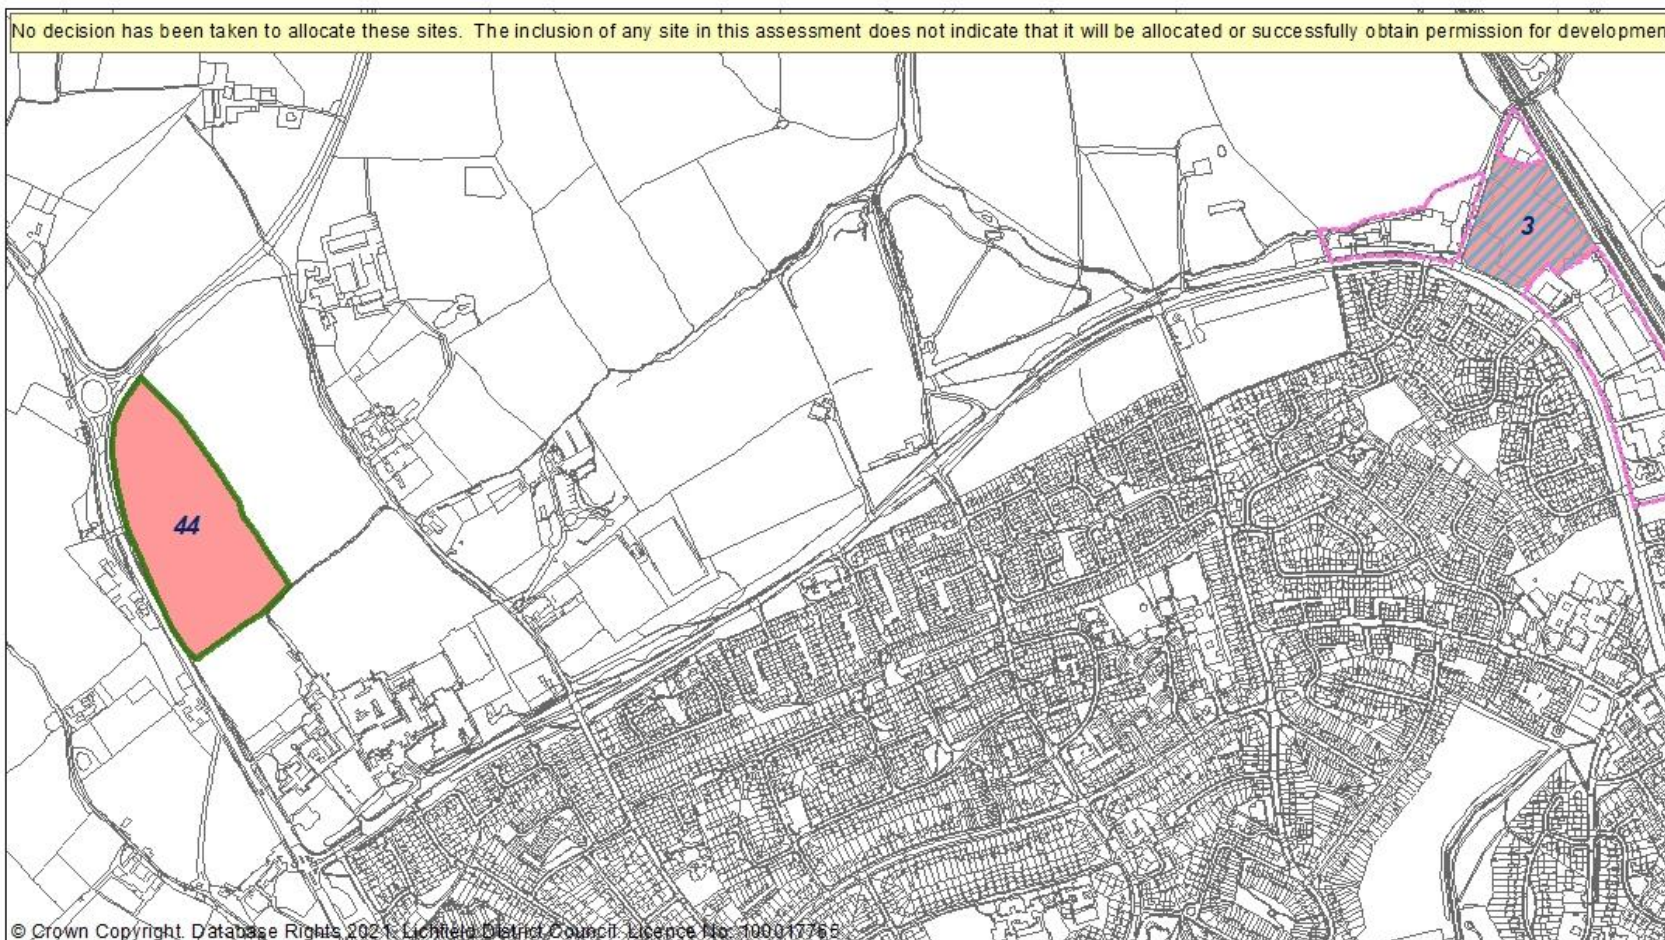 No decision has been taken to allocate these sites. The inclusion of any site in this assessment does not indicate that it will be allocated or successfully obtain permission for developmen
3
44
© Crown Copyright. Database Rights 2021. Lichfield District Council. Licence No: 100017765